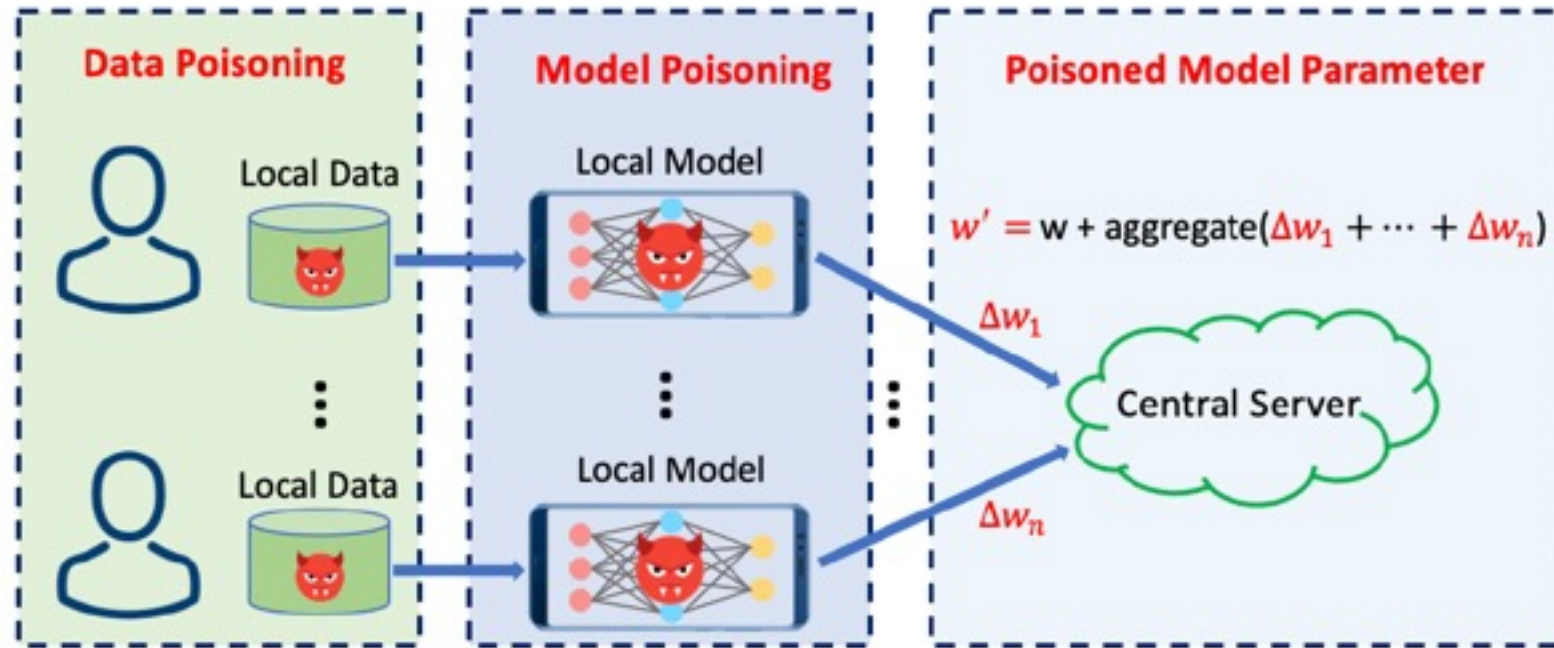 Data Poisoning
Local Data
Local Data
Model Poisoning
Local Model
Local Model
Poisoned Model Parameter
w′ = w + aggregate(Δw₁ + ⋯ + Δwₙ)
Δw₁
Central Server
Δwₙ